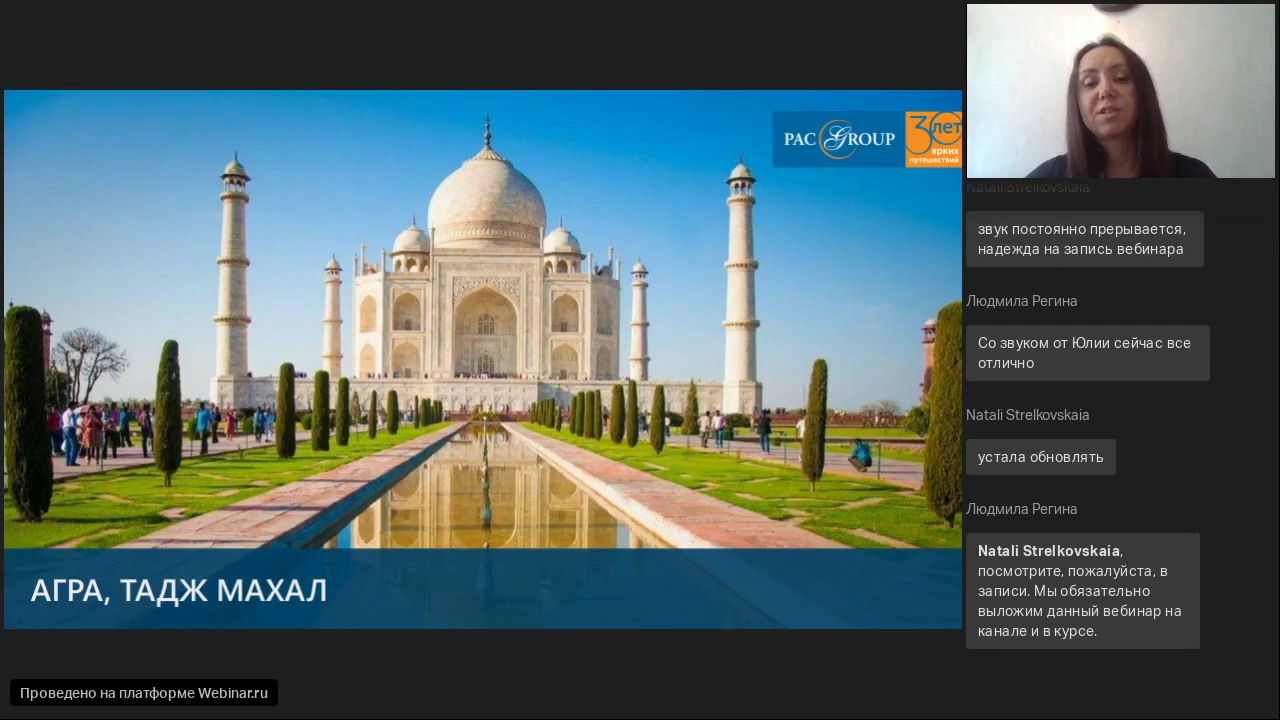 PAC GROUP
30 лет
ярких
путешествий
АГРА, ТАДЖ МАХАЛ
Проведено на платформе Webinar.ru
Natali Strelkovskaia
звук постоянно прерывается,
надежда на запись вебинара
Людмила Регина
Со звуком от Юлии сейчас все
отлично
Natali Strelkovskaia
устала обновлять
Людмила Регина
Natali Strelkovskaia,
посмотрите, пожалуйста, в
записи. Мы обязательно
выложим данный вебинар на
канале и в курсе.